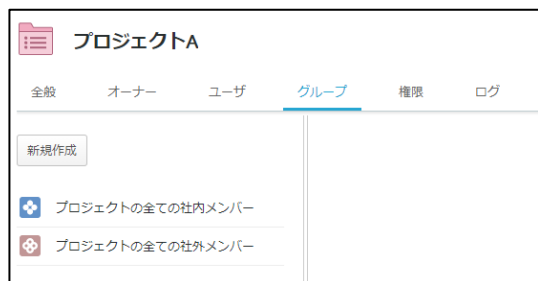 プロジェクトA
全般 オーナー ユーザ グループ 権限 ログ
新規作成
プロジェクトの全ての社内メンバー
プロジェクトの全ての社外メンバー